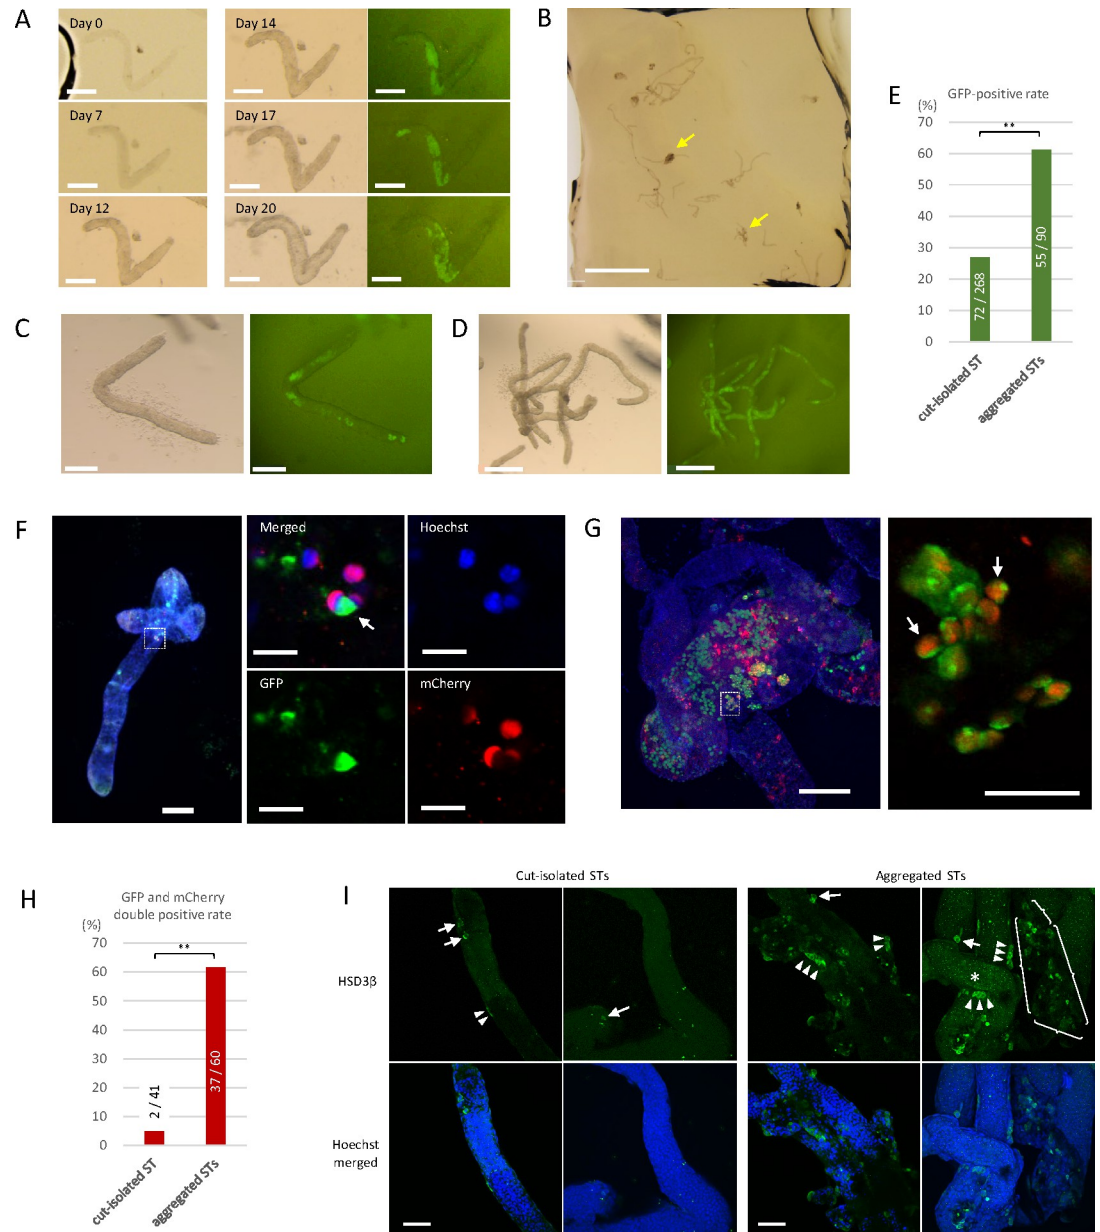 A
Day 0
Day 14
Day 7
Day 17
Day 12
Day 20
B
C
D
E
GFP-positive rate
(%)
**
70
60
50
40
30
20
10
0
72 / 268
55 / 90
cut-isolated ST
aggregated STs
F
Merged
Hoechst
GFP
mCherry
G
H
GFP and mCherry
double positive rate
(%)
**
70
60
50
40
30
20
10
0
2 / 41
37 / 60
cut-isolated ST
aggregated STs
I
Cut-isolated STs
Aggregated STs
HSD3β
*
Hoechst
merged